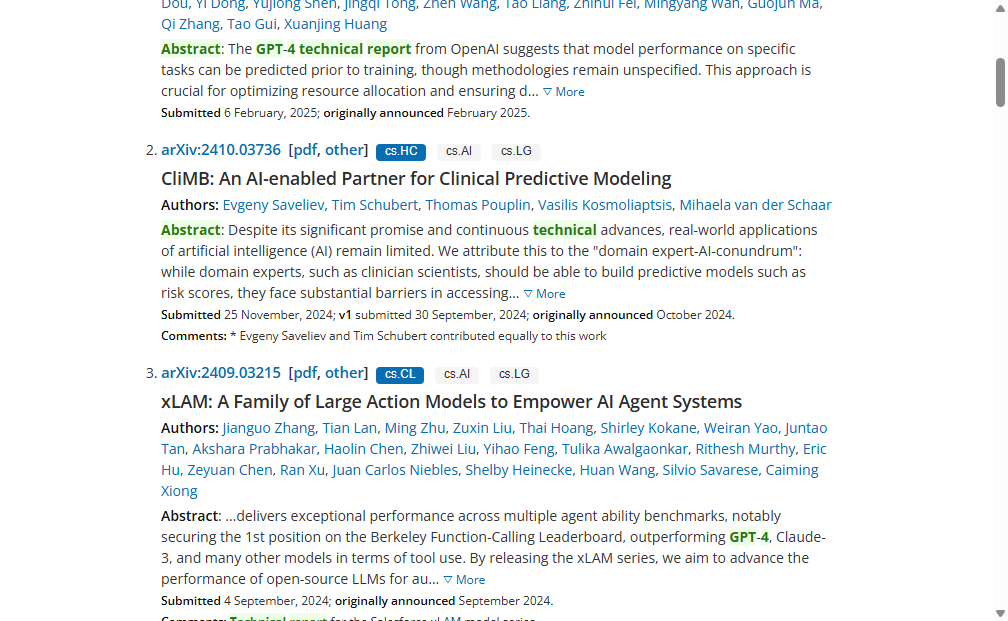 Dou, Yi Dong, Yujiong Shen, Jingqi Tong, Zhen Wang, Tao Liang, Zhihui Fei, Mingyang Wan, Guojun Ma,
Qi Zhang, Tao Gui, Xuanjing Huang
Abstract: The GPT-4 technical report from OpenAI suggests that model performance on specific
tasks can be predicted prior to training, though methodologies remain unspecified. This approach is
crucial for optimizing resource allocation and ensuring d... ▽ More
Submitted 6 February, 2025; originally announced February 2025.
2. arXiv:2410.03736 [pdf, other] cs.HC cs.AI cs.LG
CliMB: An AI-enabled Partner for Clinical Predictive Modeling
Authors: Evgeny Saveliev, Tim Schubert, Thomas Pouplin, Vasilis Kosmoliaptsis, Mihaela van der Schaar
Abstract: Despite its significant promise and continuous technical advances, real-world applications
of artificial intelligence (AI) remain limited. We attribute this to the "domain expert-AI-conundrum":
while domain experts, such as clinician scientists, should be able to build predictive models such as
risk scores, they face substantial barriers in accessing... ▽ More
Submitted 25 November, 2024; v1 submitted 30 September, 2024; originally announced October 2024.
Comments: * Evgeny Saveliev and Tim Schubert contributed equally to this work
3. arXiv:2409.03215 [pdf, other] cs.CL cs.AI cs.LG
xLAM: A Family of Large Action Models to Empower AI Agent Systems
Authors: Jianguo Zhang, Tian Lan, Ming Zhu, Zuxin Liu, Thai Hoang, Shirley Kokane, Weiran Yao, Juntao
Tan, Akshara Prabhakar, Haolin Chen, Zhiwei Liu, Yihao Feng, Tulika Awalgaonkar, Rithesh Murthy, Eric
Hu, Zeyuan Chen, Ran Xu, Juan Carlos Niebles, Shelby Heinecke, Huan Wang, Silvio Savarese, Caiming
Xiong
Abstract: ...delivers exceptional performance across multiple agent ability benchmarks, notably
securing the 1st position on the Berkeley Function-Calling Leaderboard, outperforming GPT-4, Claude-
3, and many other models in terms of tool use. By releasing the xLAM series, we aim to advance the
performance of open-source LLMs for au... ▽ More
Submitted 4 September, 2024; originally announced September 2024.
Comments: Technical report for the Salesforce xLAM model series